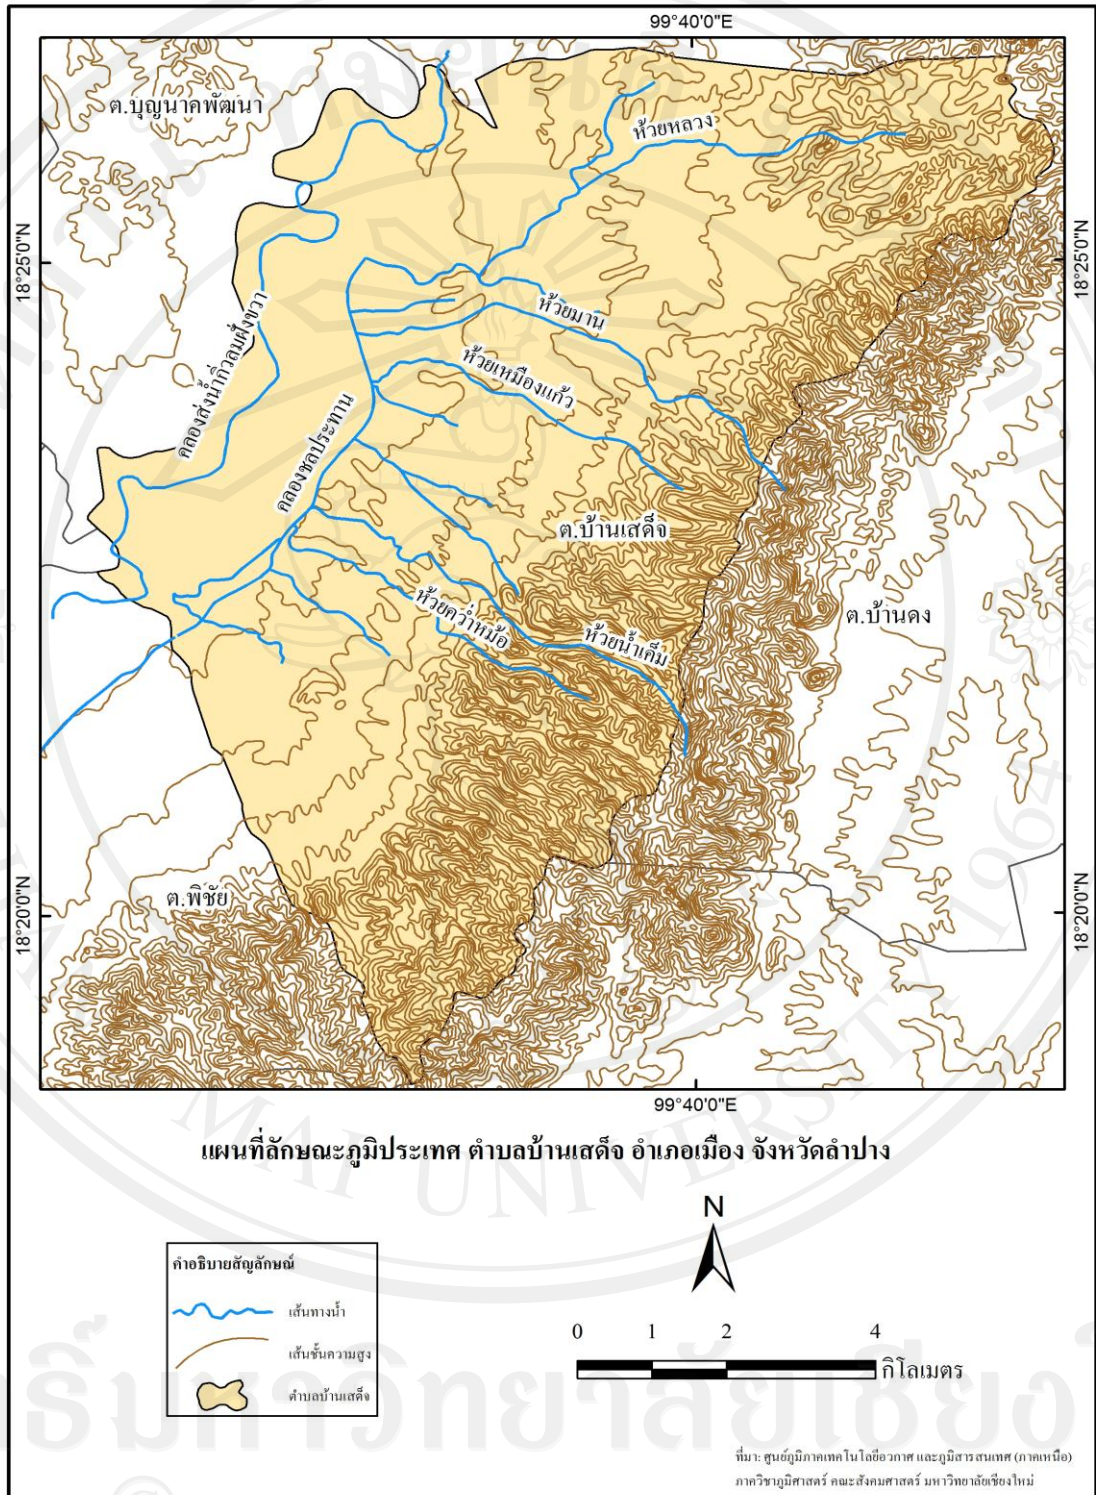 99°40'0"E
ต.บุญนาคพัฒนา
ห้วยหลวง
18°25'0"N
18°25'0"N
คลองส่งน้ำกิ่วลมฝั่งขวา
ห้วยมาน
ห้วยเหมืองแก้ว
คลองชลประทาน
ต.บ้านเสด็จ
ห้วยคว่ำหม้อ
ห้วยน้ำเค็ม
ต.บ้านดง
ต.พิชัย
18°20'0"N
18°20'0"N
1964
99°40'0"E
MAI UNIVERSITY
แผนที่ลักษณะภูมิประเทศ ตำบลบ้านเสด็จ อำเภอเมือง จังหวัดลำปาง
N
คำอธิบายสัญลักษณ์
เส้นทางน้ำ
เส้นชั้นความสูง
ตำบลบ้านเสด็จ
0 1 2 4
กิโลเมตร
ที่มา: ศูนย์ภูมิภาคเทคโนโลยีอวกาศ และภูมิสารสนเทศ (ภาคเหนือ)
ภาควิชาภูมิศาสตร์ คณะสังคมศาสตร์ มหาวิทยาลัยเชียงใหม่